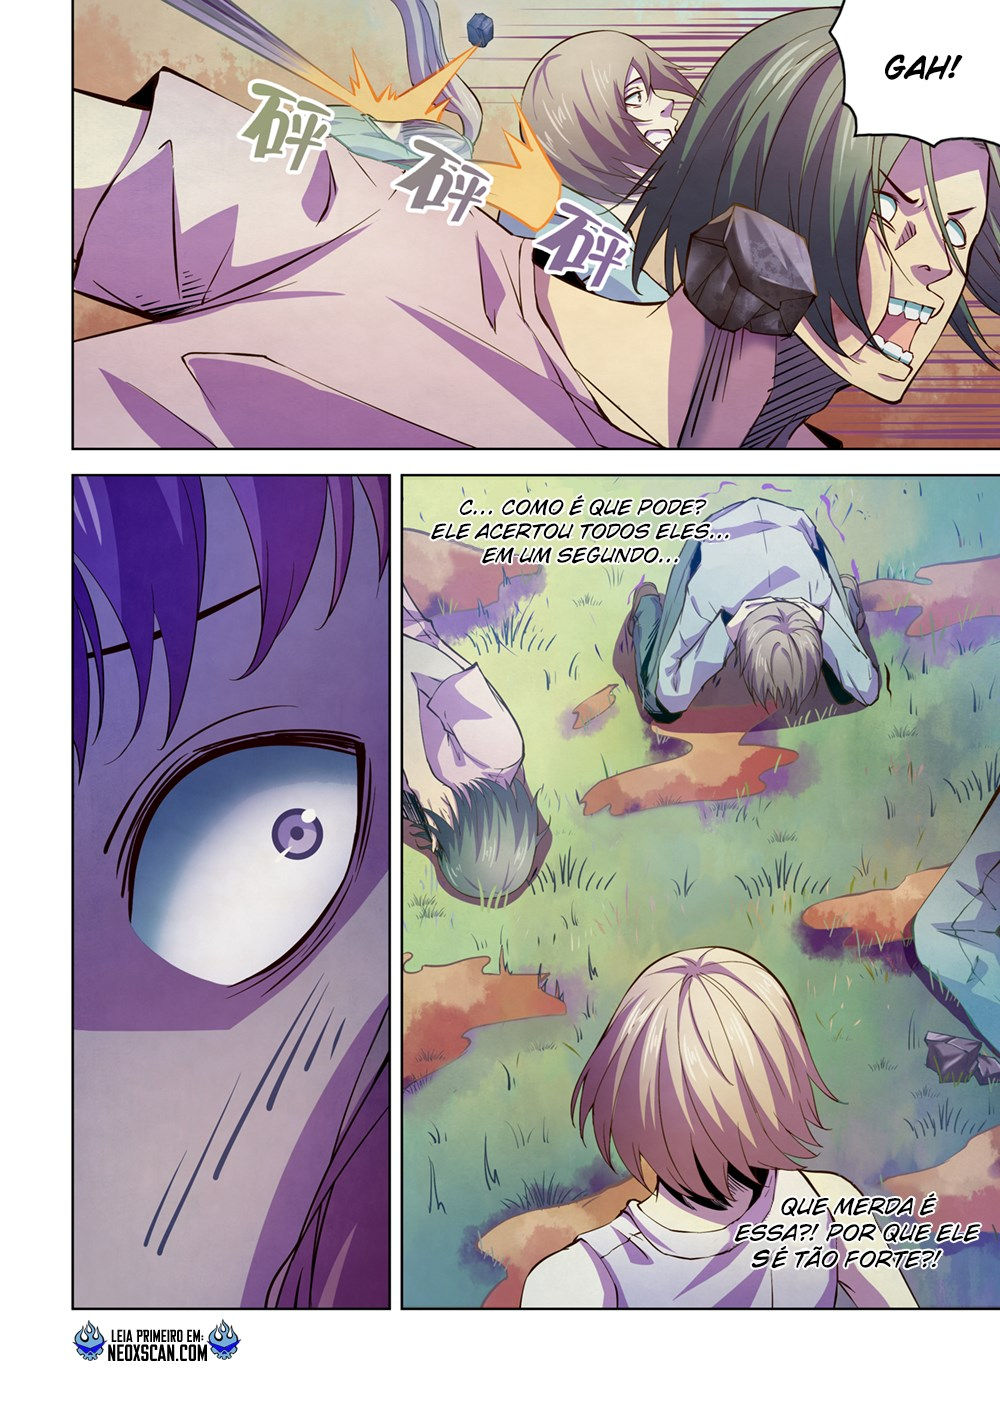 GAH!
砰
砰
砰
C... COMO É QUE PODE?
ELE ACERTOU TODOS ELES...
EM UM SEGUNDO...
QUE MERDA É
ESSA?! POR QUE ELE
SÉ TÃO FORTE?!
LEIA PRIMEIRO EM:
NEOXSCAN.COM